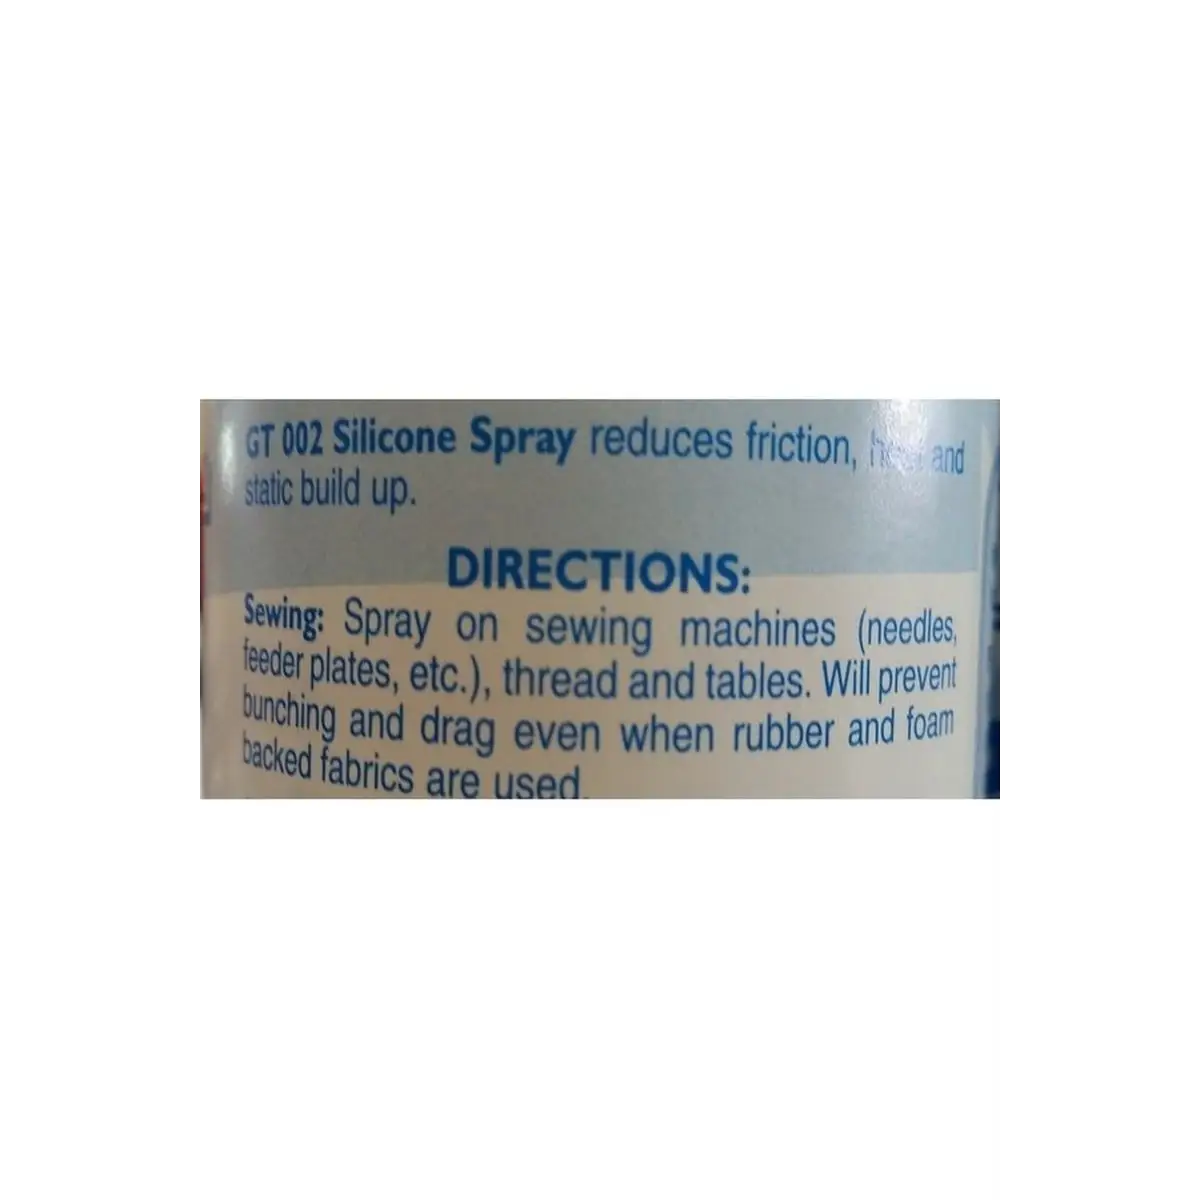 GT 002 Silicone Spray reduces friction, and
static build up.
DIRECTIONS:
Sewing: Spray on sewing machines (needles,
feeder plates, etc.), thread and tables. Will prevent
bunching and drag even when rubber and foam
backed fabrics are used.